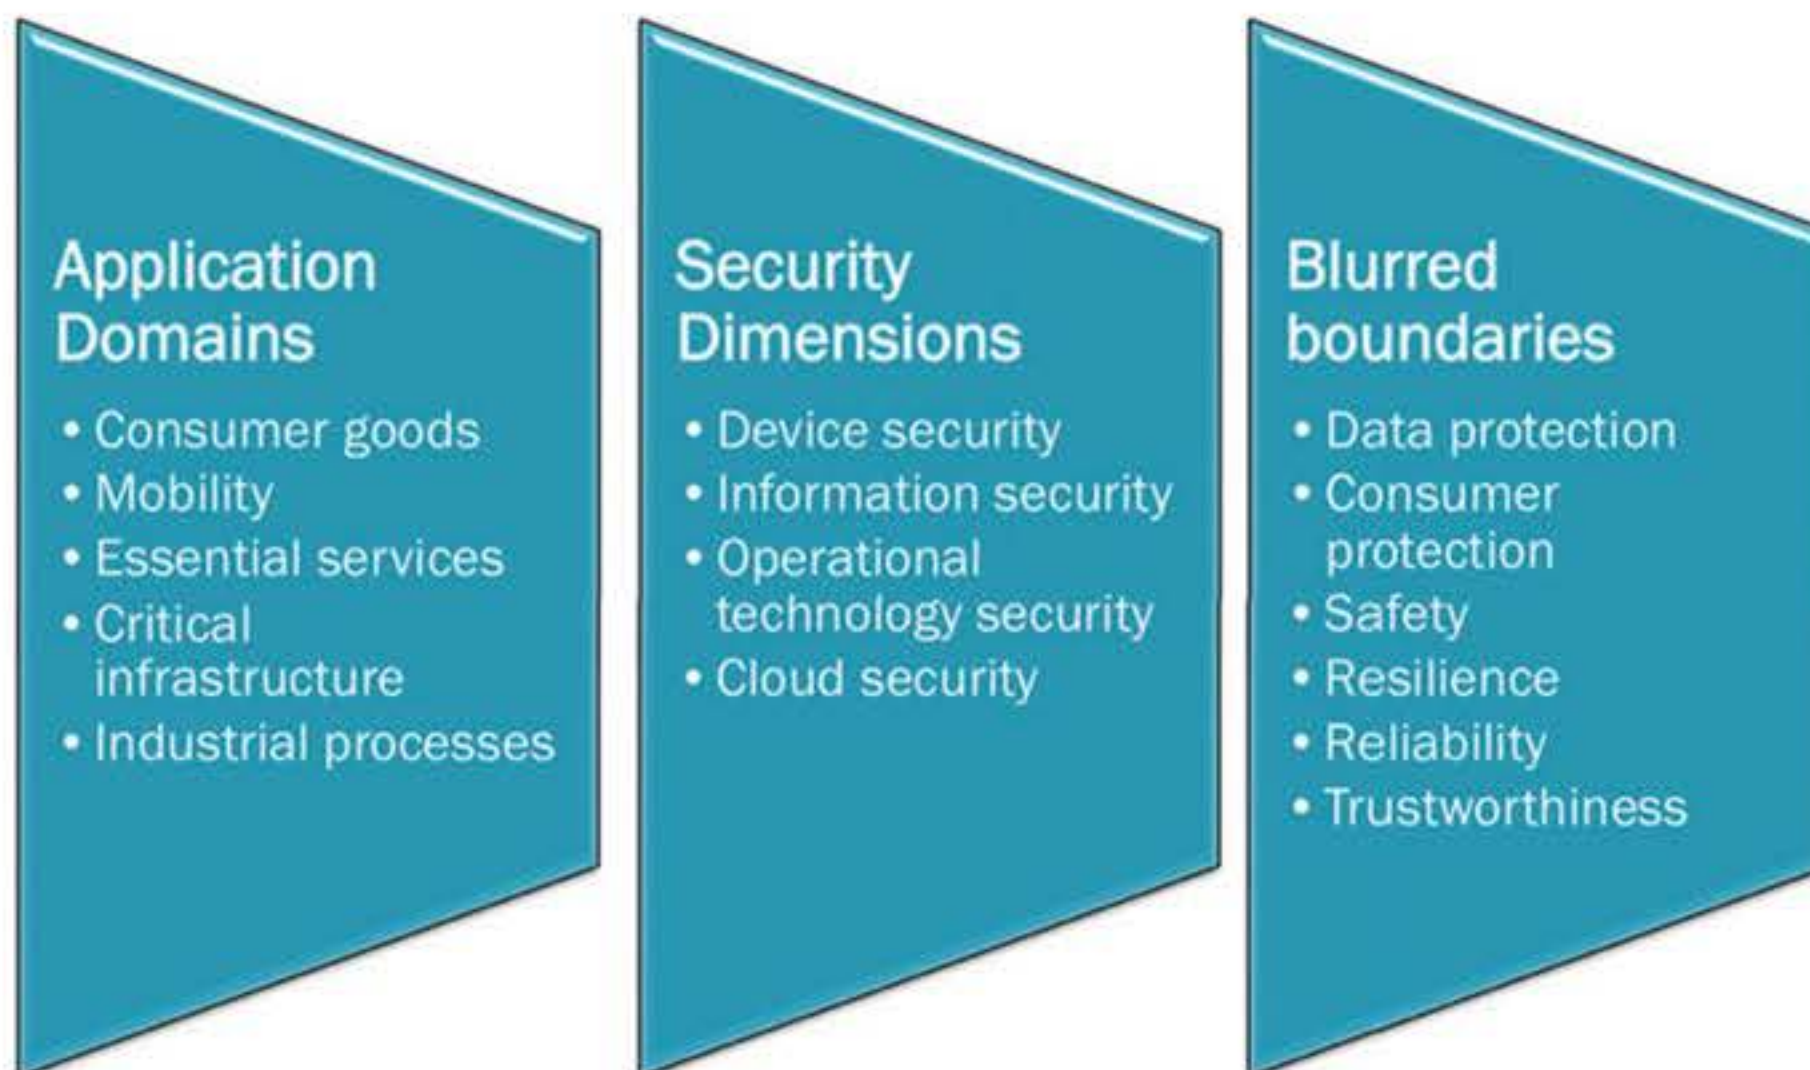 Application
Domains
• Consumer goods
• Mobility
• Essential services
• Critical
infrastructure
• Industrial processes
Security
Dimensions
• Device security
• Information security
• Operational
technology security
• Cloud security
Blurred
boundaries
• Data protection
• Consumer
protection
• Safety
• Resilience
• Reliability
• Trustworthiness